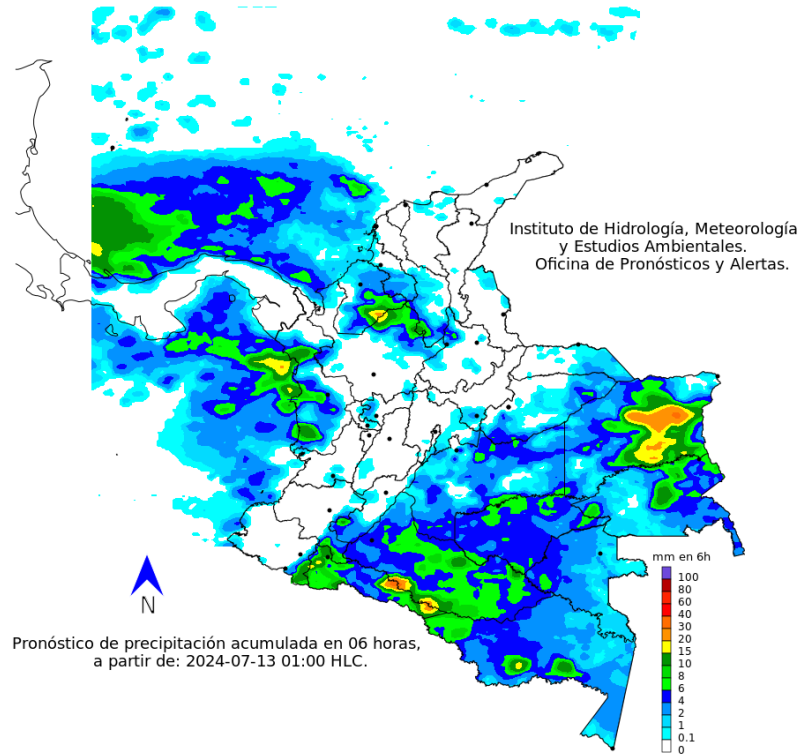 Instituto de Hidrología, Meteorología
y Estudios Ambientales.
Oficina de Pronósticos y Alertas.
N
Pronóstico de precipitación acumulada en 06 horas,
a partir de: 2024-07-13 01:00 HLC.
mm en 6h
100
80
60
40
30
20
15
10
8
6
4
2
1
0.1
0